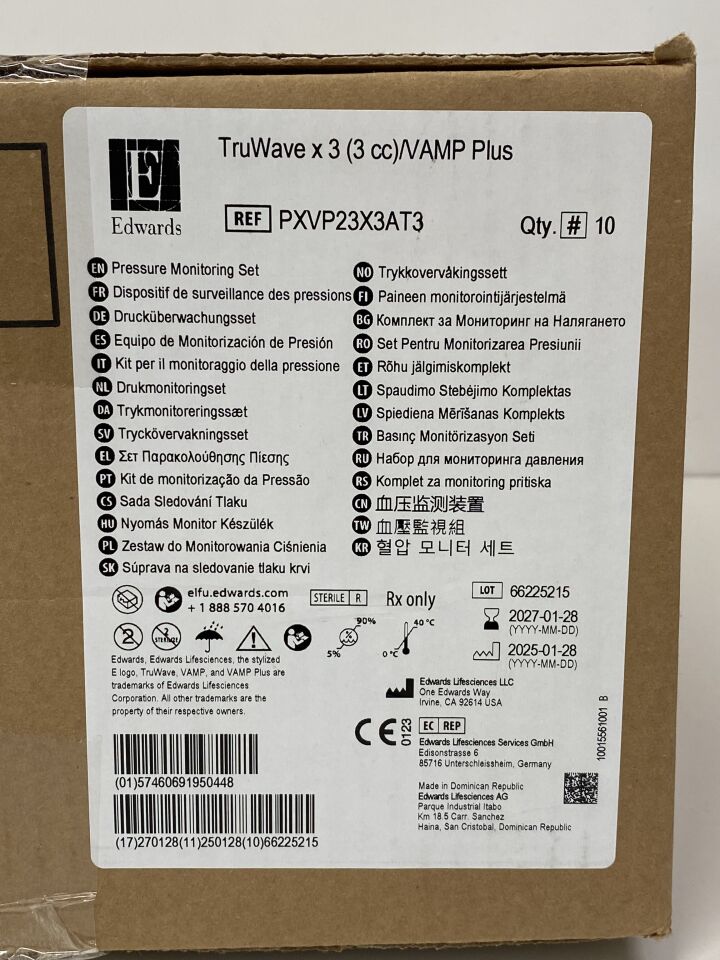 E
Edwards
TruWave x 3 (3 cc)/VAMP Plus
REF PXVP23X3AT3
Qty. # 10
EN Pressure Monitoring Set
FR Dispositif de surveillance des pressions
DE Drucküberwachungsset
ES Equipo de Monitorización de Presión
IT Kit per il monitoraggio della pressione
NL Drukmonitoringset
DA Trykmonitoreringssæt
SV Tryckövervakningsset
EL Σετ Παρακολούθησης Πίεσης
PT Kit de monitorização da Pressão
CS Sada Sledování Tlaku
HU Nyomás Monitor Készülék
PL Zestaw do Monitorowania Ciśnienia
SK Súprava na sledovanie tlaku krvi
NO Trykkovervåkingssett
FI Paineen monitorointijärjestelmä
BG Комплект за Мониторинг на Налягането
RO Set Pentru Monitorizarea Presiunii
ET Rõhu jälgimiskomplekt
LT Spaudimo Stebėjimo Komplektas
LV Spiediena Mērīšanas Komplekts
TR Basınç Monitörizasyon Seti
RU Набор для мониторинга давления
RS Komplet za monitoring pritiska
CN 血压监测装置
TW 血壓監視組
KR 혈압 모니터 세트
eIfu.edwards.com
+ 1 888 570 4016
STERILE R
Rx only
LOT 66225215
2027-01-28
(YYYY-MM-DD)
2025-01-28
(YYYY-MM-DD)
2
2
STERILIZE
5%
90%
0 °C
40 °C
Edwards, Edwards Lifesciences, the stylized
E logo, TruWave, VAMP, and VAMP Plus are
trademarks of Edwards Lifesciences
Corporation. All other trademarks are the
property of their respective owners.
Edwards Lifesciences LLC
One Edwards Way
Irvine, CA 92614 USA
CE 0123
EC REP
Edwards Lifesciences Services GmbH
Edisonstrasse 6
85716 Unterschleissheim, Germany
Made in Dominican Republic
Edwards Lifesciences AG
Parque Industrial Itabo
Km 18.5 Carr. Sanchez
Haina, San Cristobal, Dominican Republic
10015561001 B
(01)57460691950448
(17)270128(11)250128(10)66225215